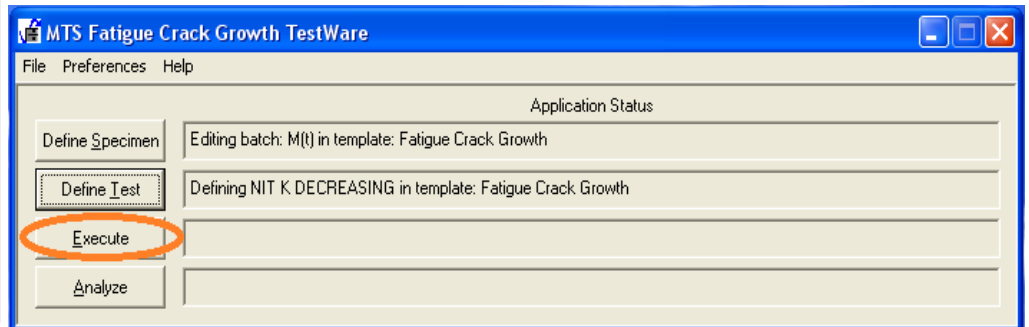 MTS Fatigue Crack Growth TestWare
File Preferences Help
Application Status
Define Specimen Editing batch: M(t) in template: Fatigue Crack Growth
Define Test Defining NIT K DECREASING in template: Fatigue Crack Growth
Execute
Analyze